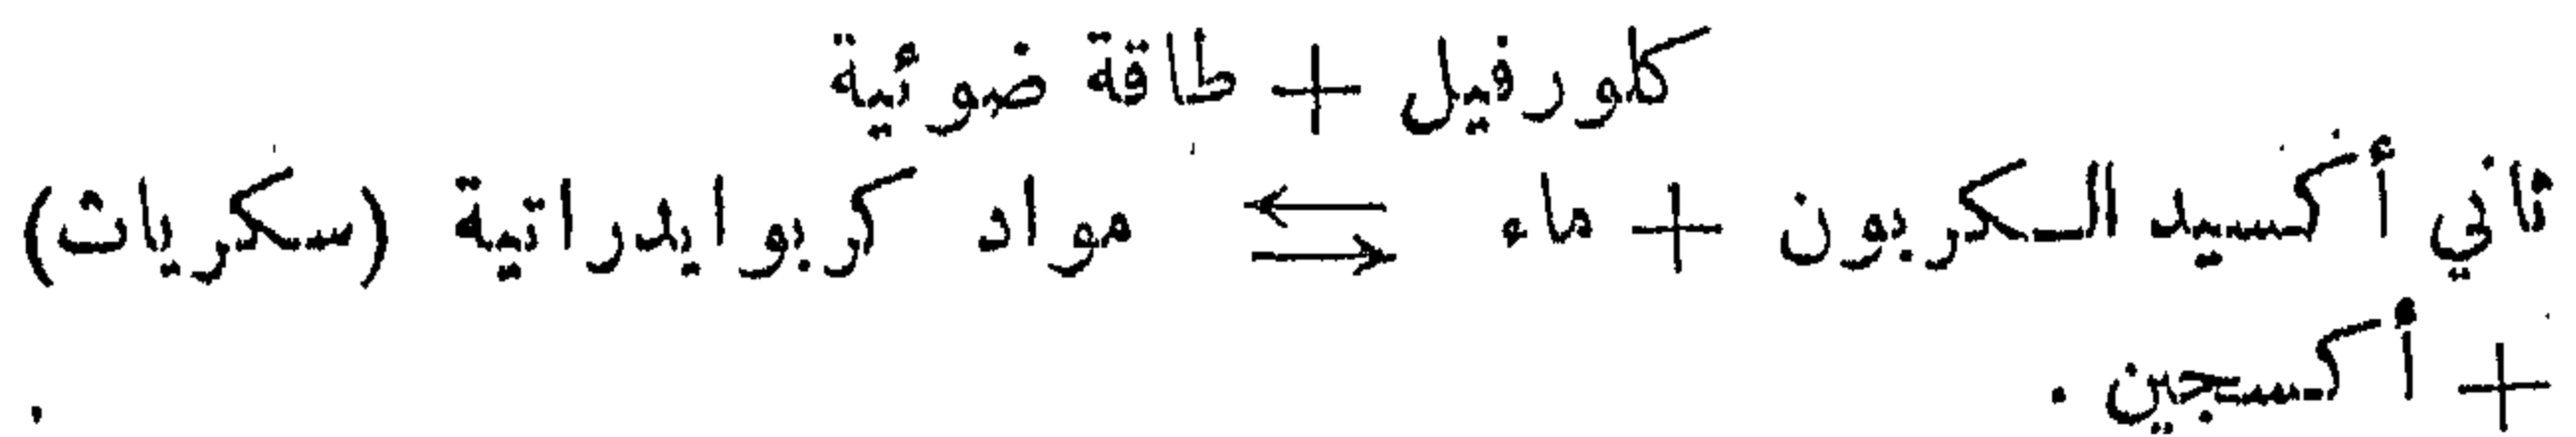 كلورفيل + طاقة ضوئية
ثاني أكسيد الكربون + ماء ⇄ مواد كربوايدراتية (سكريات)
+ أكسجين .